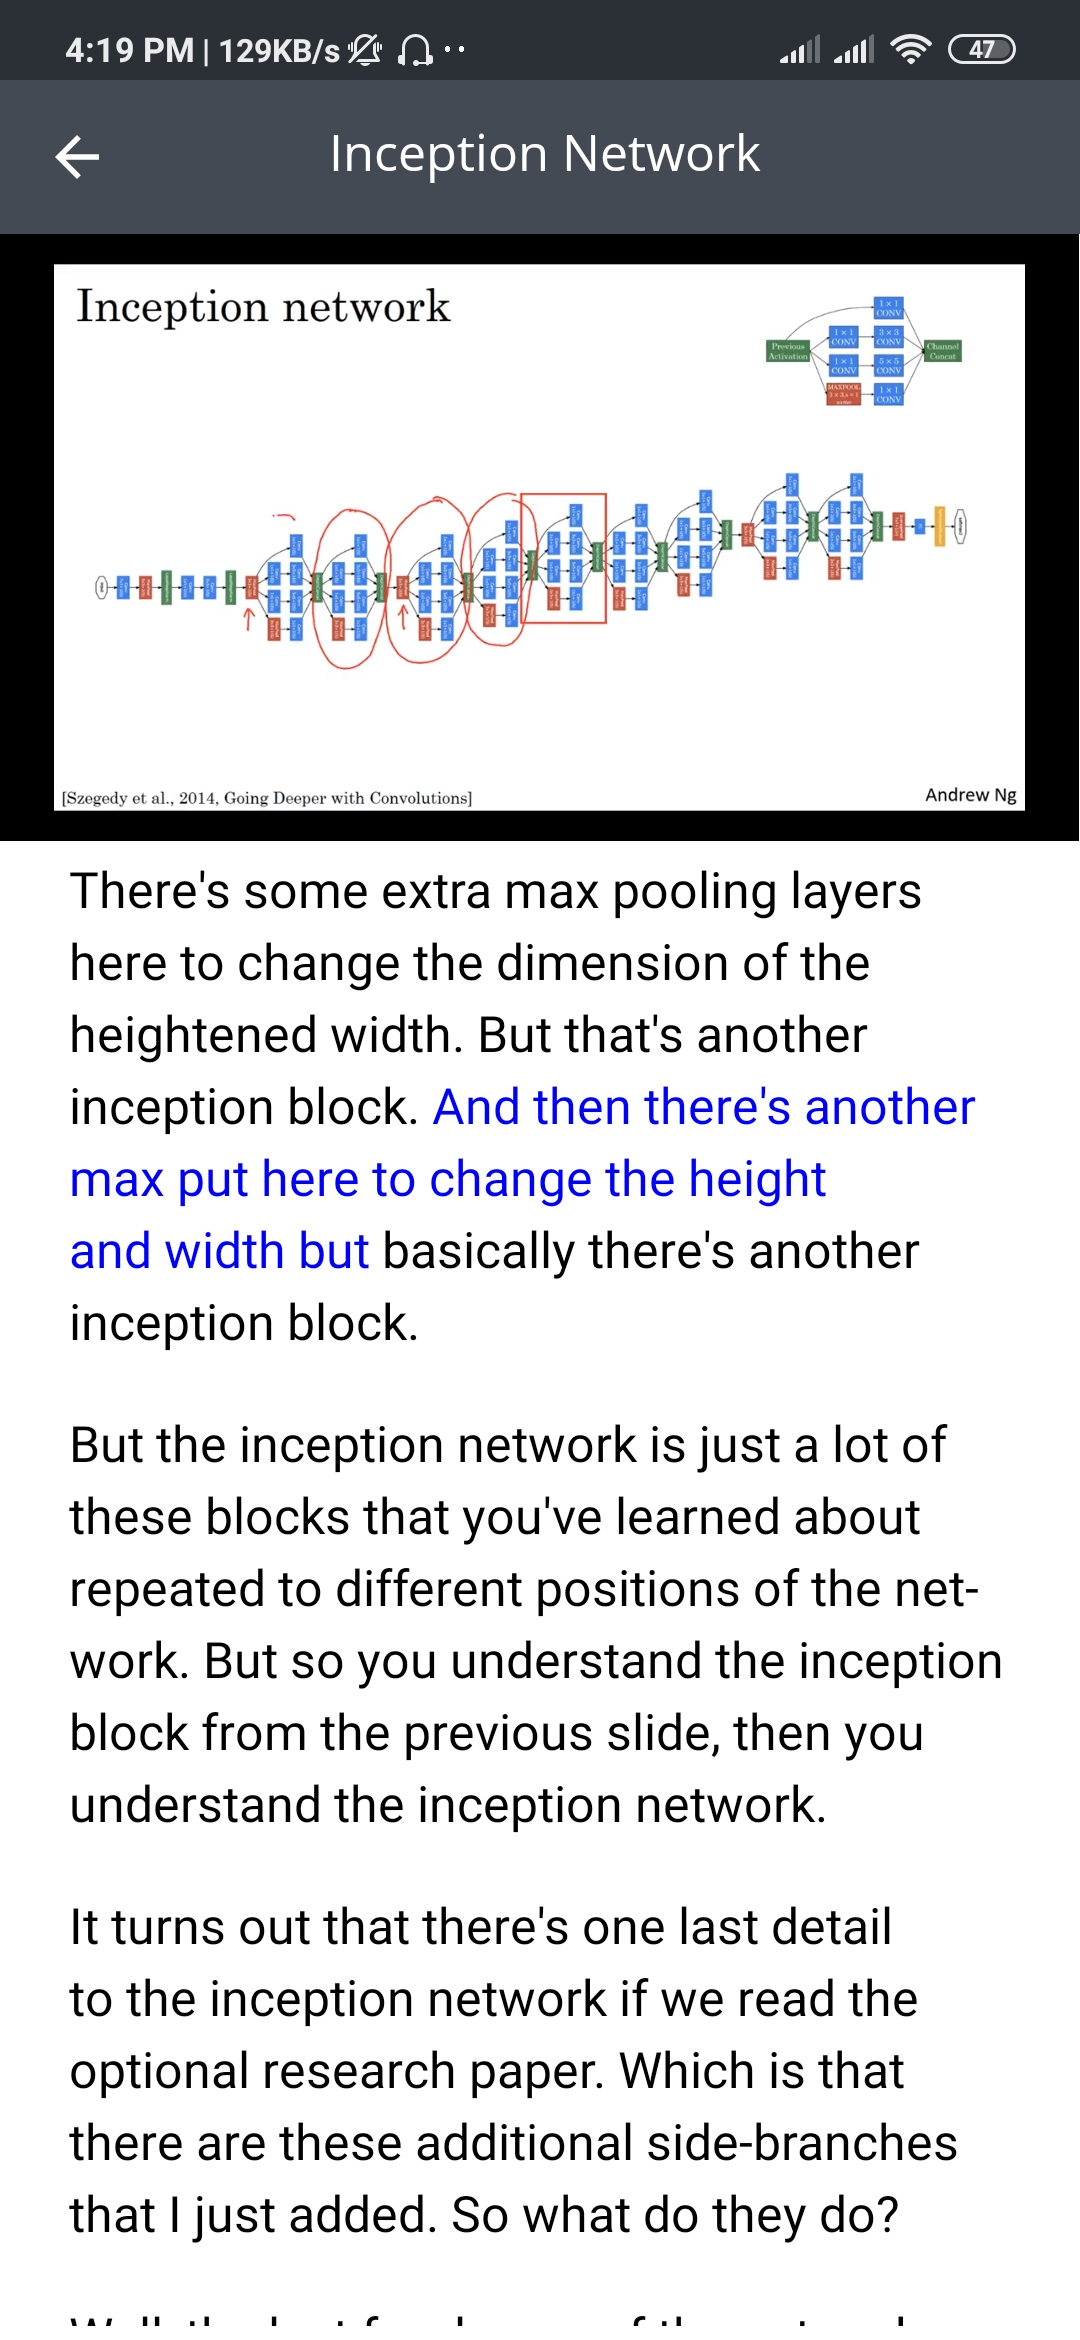 4:19 PM | 129KB/s
47
Inception Network
Inception network
1 × 1
CONV
1 × 1
CONV
3 × 3
CONV
Previous
Activation
Channel
Concat
1 × 1
CONV
5 × 5
CONV
MAXPOOL
1 × 1
CONV
[Szegedy et al., 2014, Going Deeper with Convolutions]
Andrew Ng
There's some extra max pooling layers
here to change the dimension of the
heightened width. But that's another
inception block. And then there's another
max put here to change the height
and width but basically there's another
inception block.
But the inception network is just a lot of
these blocks that you've learned about
repeated to different positions of the net-
work. But so you understand the inception
block from the previous slide, then you
understand the inception network.
It turns out that there's one last detail
to the inception network if we read the
optional research paper. Which is that
there are these additional side-branches
that I just added. So what do they do?